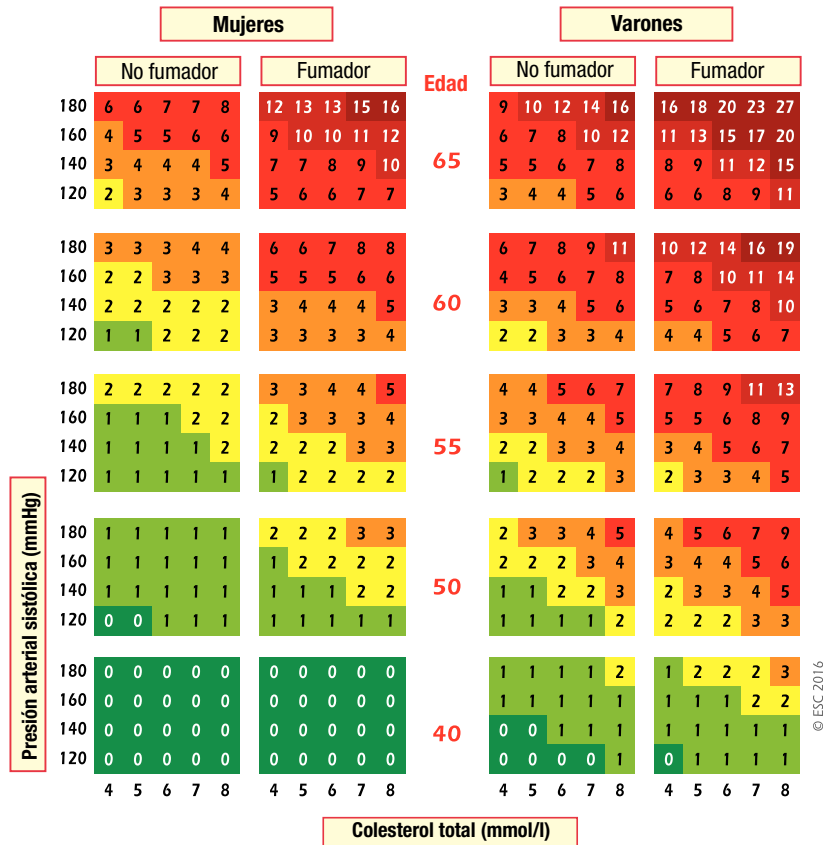 Mujeres Varones
No fumador Fumador No fumador Fumador
Edad
180 6 6 7 7 8 12 13 13 15 16 9 10 12 14 16 16 18 20 23 27
160 4 5 5 6 6 9 10 10 11 12 6 7 8 10 12 11 13 15 17 20
65
140 3 4 4 4 5 7 7 8 9 10 5 5 6 7 8 8 9 11 12 15
120 2 3 3 3 4 5 6 6 7 7 3 4 4 5 6 6 6 8 9 11
180 3 3 3 4 4 6 6 7 8 8 6 7 8 9 11 10 12 14 16 19
160 2 2 3 3 3 5 5 5 6 6 4 5 6 7 8 7 8 10 11 14
60
140 2 2 2 2 2 3 4 4 4 5 3 3 4 5 6 5 6 7 8 10
120 1 1 2 2 2 3 3 3 3 4 2 2 3 3 4 4 4 5 6 7
180 2 2 2 2 2 3 3 4 4 5 4 4 5 6 7 7 8 9 11 13
160 1 1 1 2 2 2 3 3 3 4 3 3 4 4 5 5 5 6 8 9
55
140 1 1 1 1 2 2 2 2 3 3 2 2 3 3 4 3 4 5 6 7
120 1 1 1 1 1 1 2 2 2 2 1 2 2 2 3 2 3 3 4 5
180 1 1 1 1 1 2 2 2 3 3 2 3 3 4 5 4 5 6 7 9
160 1 1 1 1 1 1 2 2 2 2 2 2 2 3 4 3 4 4 5 6
50
140 1 1 1 1 1 1 1 1 2 2 1 1 2 2 3 2 3 3 4 5
120 0 0 1 1 1 1 1 1 1 1 1 1 1 1 2 2 2 2 3 3
180 0 0 0 0 0 0 0 0 0 0 1 1 1 1 2 1 2 2 2 3
160 0 0 0 0 0 0 0 0 0 0 1 1 1 1 1 1 1 1 2 2
40
140 0 0 0 0 0 0 0 0 0 0 0 0 1 1 1 1 1 1 1 1
120 0 0 0 0 0 0 0 0 0 0 0 0 0 0 1 0 1 1 1 1
4 5 6 7 8 4 5 6 7 8 4 5 6 7 8 4 5 6 7 8
Presión arterial sistólica (mmHg)
Colesterol total (mmol/l)
© ESC 2016